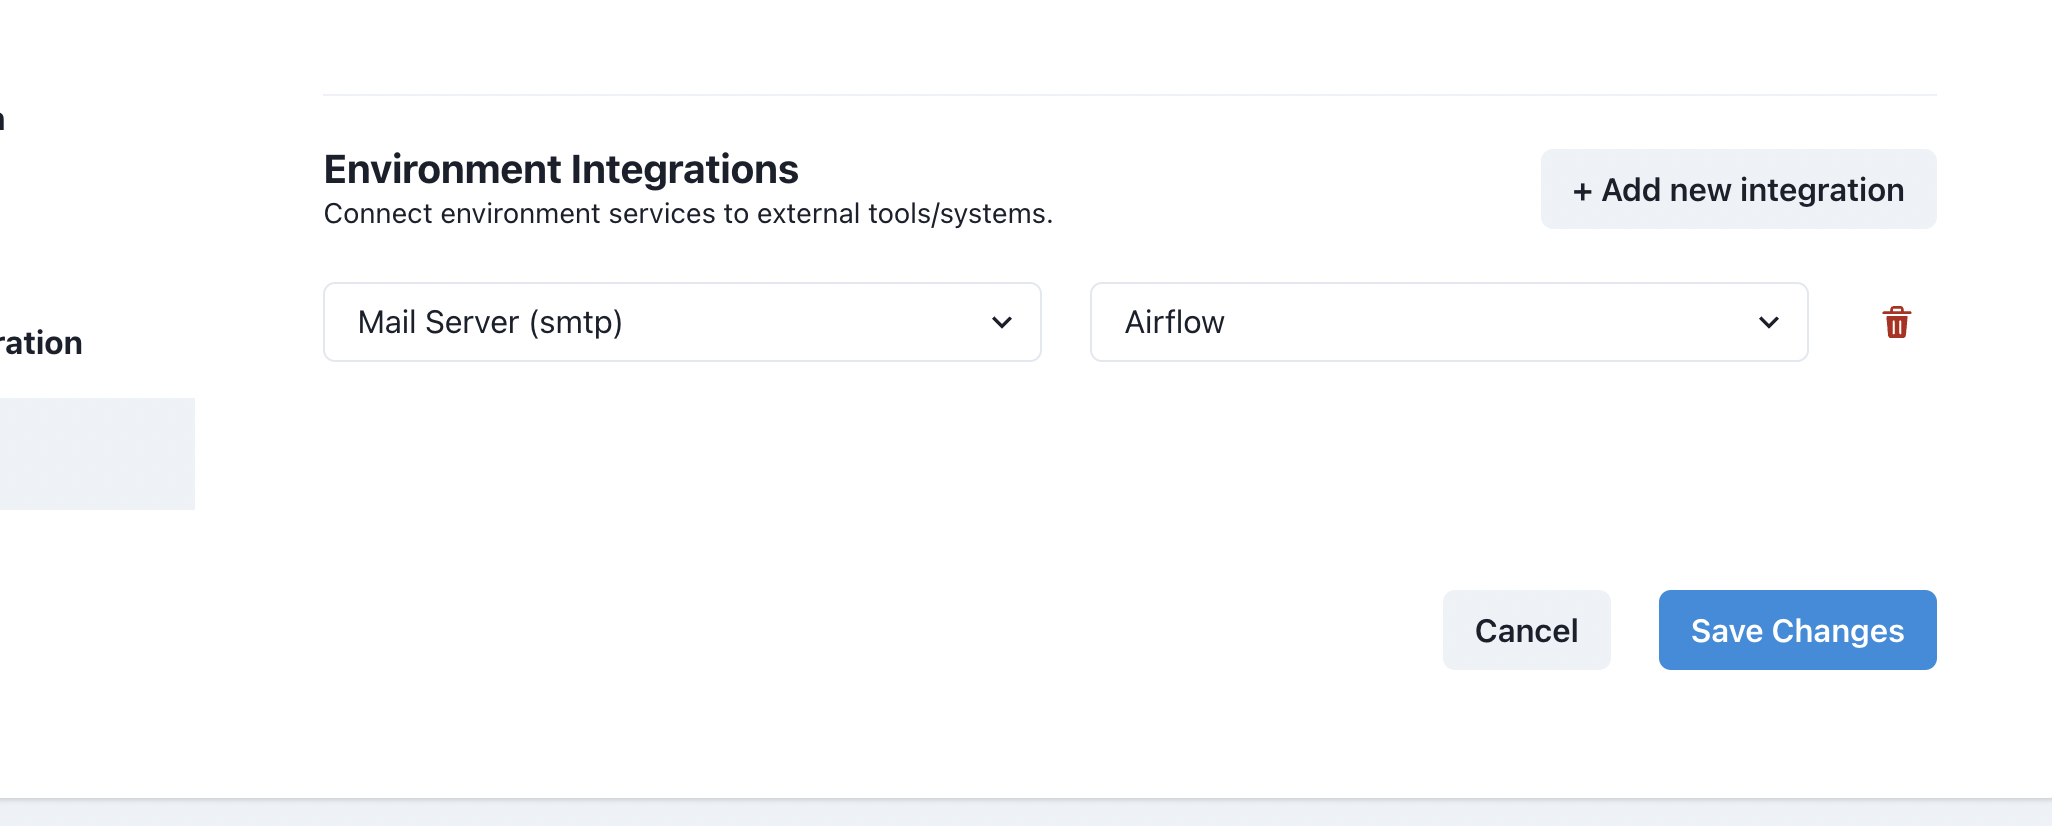 Environment Integrations
+ Add new integration
Connect environment services to external tools/systems.
ration
Mail Server (smtp)
Airflow
Cancel
Save Changes